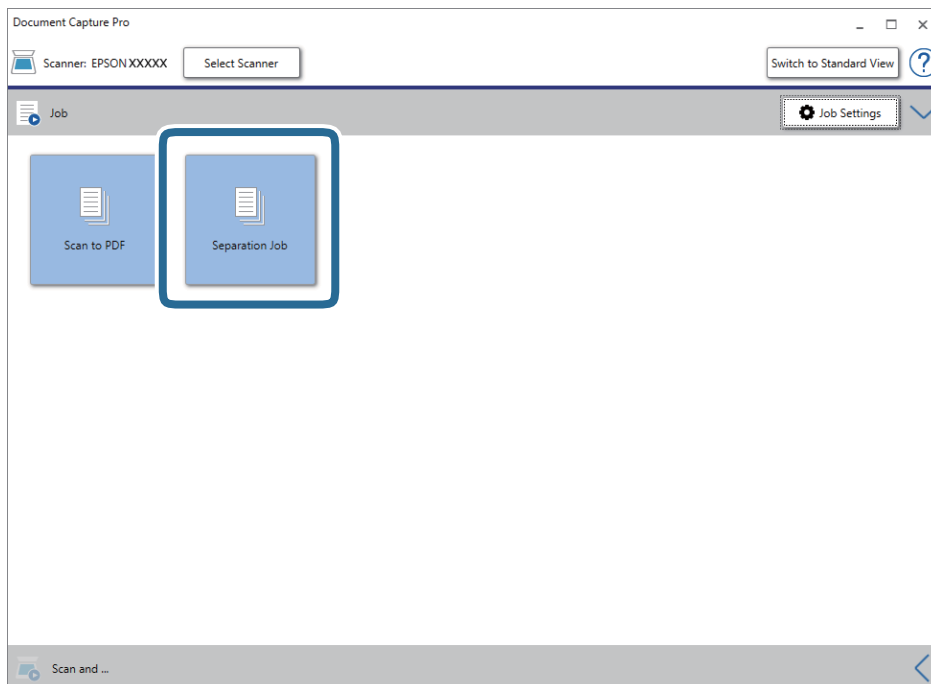 Document Capture Pro
Scanner: EPSON XXXXX Select Scanner Switch to Standard View ?
Job Job Settings
Scan to PDF Separation Job
Scan and ...